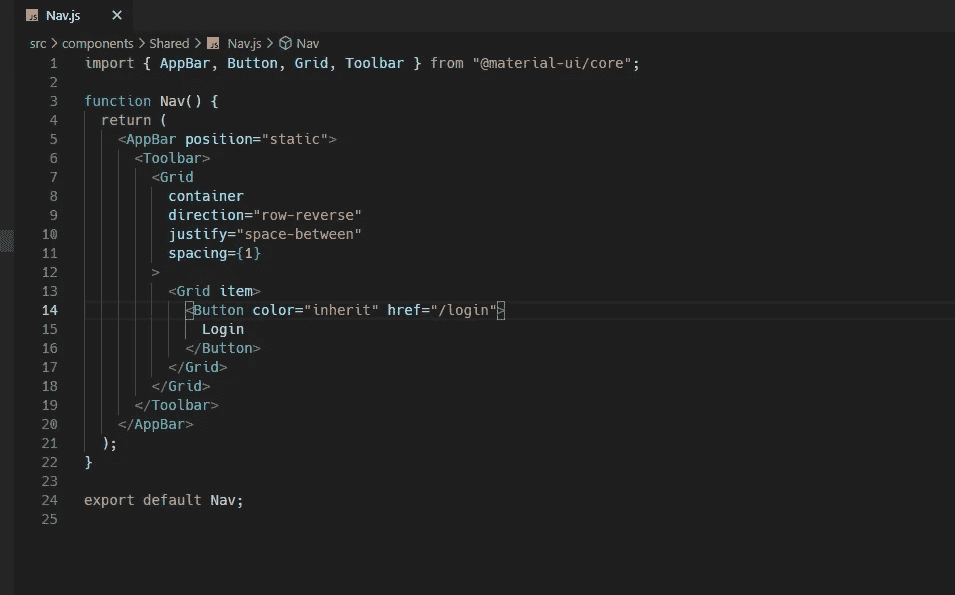 JS Nav.js ×
src > components > Shared > JS Nav.js > Nav
1 import { AppBar, Button, Grid, Toolbar } from "@material-ui/core";
2
3 function Nav() {
4 return (
5 <AppBar position="static">
6 <Toolbar>
7 <Grid
8 container
9 direction="row-reverse"
10 justify="space-between"
11 spacing={1}
12 >
13 <Grid item>
14 <Button color="inherit" href="/login">
15 Login
16 </Button>
17 </Grid>
18 </Grid>
19 </Toolbar>
20 </AppBar>
21 );
22 }
23
24 export default Nav;
25